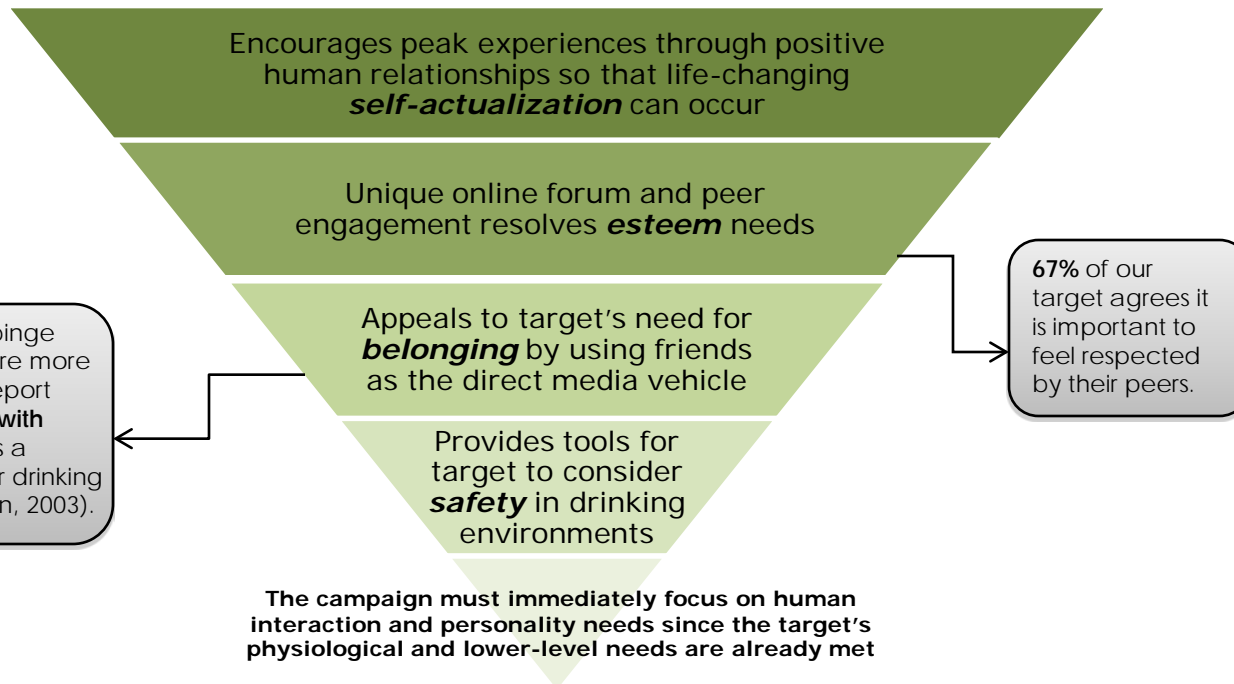 Encourages peak experiences through positive
human relationships so that life-changing
self-actualization can occur
Unique online forum and peer
engagement resolves esteem needs
67% of our
target agrees it
is important to
feel respected
by their peers.
Appeals to target's need for
belonging by using friends
as the direct media vehicle
binge
re more
eport
with
s a
r drinking
n, 2003).
Provides tools for
target to consider
safety in drinking
environments
The campaign must immediately focus on human
interaction and personality needs since the target's
physiological and lower-level needs are already met